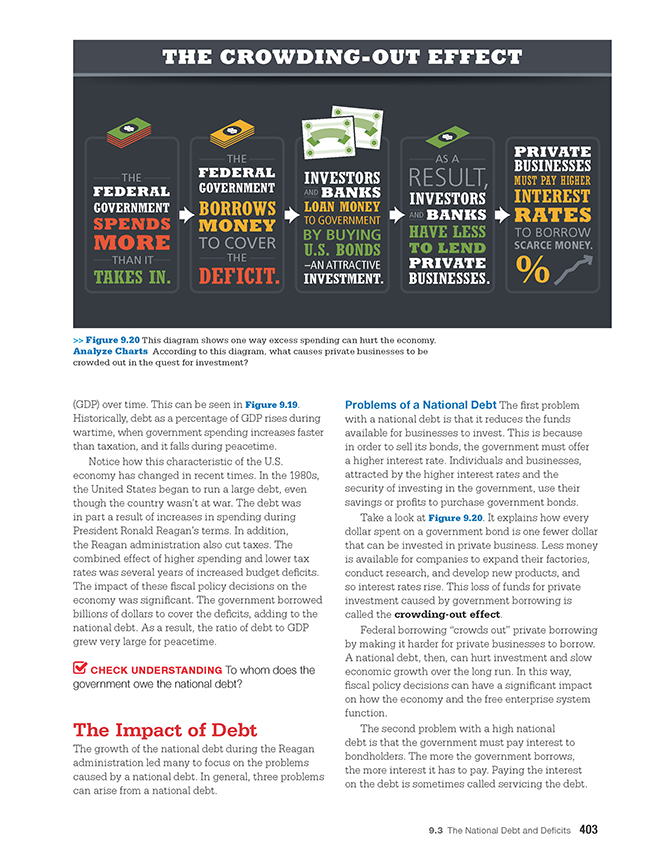 THE CROWDING-OUT EFFECT
THE
FEDERAL
GOVERNMENT
SPENDS
MORE
THAN IT
TAKES IN.
THE
FEDERAL
GOVERNMENT
BORROWS
MONEY
TO COVER
THE
DEFICIT.
INVESTORS
AND BANKS
LOAN MONEY
TO GOVERNMENT
BY BUYING
U.S. BONDS
–AN ATTRACTIVE
INVESTMENT.
AS A
RESULT,
INVESTORS
AND BANKS
HAVE LESS
TO LEND
PRIVATE
BUSINESSES.
PRIVATE
BUSINESSES
MUST PAY HIGHER
INTEREST
RATES
TO BORROW
SCARCE MONEY.
%
>> Figure 9.20 This diagram shows one way excess spending can hurt the economy.
Analyze Charts According to this diagram, what causes private businesses to be
crowded out in the quest for investment?
(GDP) over time. This can be seen in Figure 9.19.
Historically, debt as a percentage of GDP rises during
wartime, when government spending increases faster
than taxation, and it falls during peacetime.
Notice how this characteristic of the U.S.
economy has changed in recent times. In the 1980s,
the United States began to run a large debt, even
though the country wasn't at war. The debt was
in part a result of increases in spending during
President Ronald Reagan's terms. In addition,
the Reagan administration also cut taxes. The
combined effect of higher spending and lower tax
rates was several years of increased budget deficits.
The impact of these fiscal policy decisions on the
economy was significant. The government borrowed
billions of dollars to cover the deficits, adding to the
national debt. As a result, the ratio of debt to GDP
grew very large for peacetime.
CHECK UNDERSTANDING To whom does the
government owe the national debt?
The Impact of Debt
The growth of the national debt during the Reagan
administration led many to focus on the problems
caused by a national debt. In general, three problems
can arise from a national debt.
Problems of a National Debt The first problem
with a national debt is that it reduces the funds
available for businesses to invest. This is because
in order to sell its bonds, the government must offer
a higher interest rate. Individuals and businesses,
attracted by the higher interest rates and the
security of investing in the government, use their
savings or profits to purchase government bonds.
Take a look at Figure 9.20. It explains how every
dollar spent on a government bond is one fewer dollar
that can be invested in private business. Less money
is available for companies to expand their factories,
conduct research, and develop new products, and
so interest rates rise. This loss of funds for private
investment caused by government borrowing is
called the crowding-out effect.
Federal borrowing “crowds out” private borrowing
by making it harder for private businesses to borrow.
A national debt, then, can hurt investment and slow
economic growth over the long run. In this way,
fiscal policy decisions can have a significant impact
on how the economy and the free enterprise system
function.
The second problem with a high national
debt is that the government must pay interest to
bondholders. The more the government borrows,
the more interest it has to pay. Paying the interest
on the debt is sometimes called servicing the debt.
9.3 The National Debt and Deficits 403